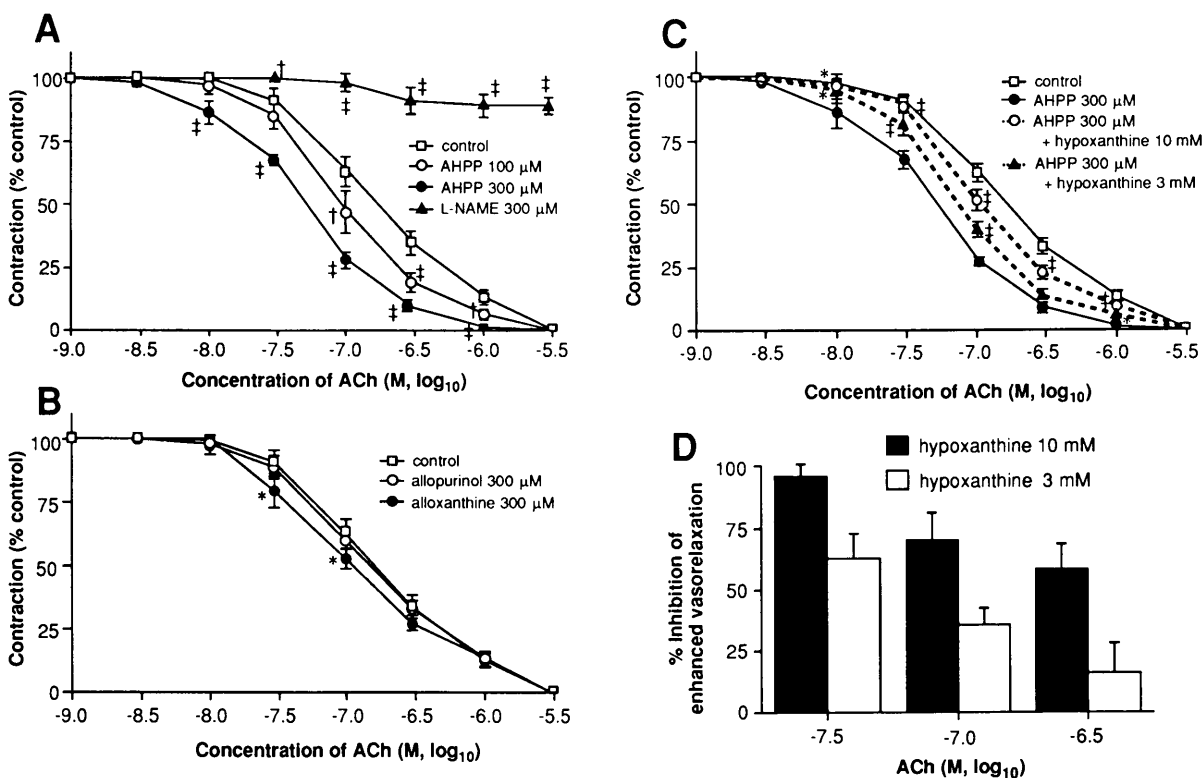 A
Contraction (% control)
100
75
50
25
0
† ‡ ‡ ‡ ‡
‡ ‡ † ‡ ‡ ‡ † ‡ ‡
control
AHPP 100 µM
AHPP 300 µM
L-NAME 300 µM
-9.0 -8.5 -8.0 -7.5 -7.0 -6.5 -6.0 -5.5
Concentration of ACh (M, log10)
B
Contraction (% control)
100
75
50
25
0
* *
control
allopurinol 300 µM
alloxanthine 300 µM
-9.0 -8.5 -8.0 -7.5 -7.0 -6.5 -6.0 -5.5
Concentration of ACh (M, log10)
C
Contraction (% control)
100
75
50
25
0
* * ‡ ‡ ‡ ‡ ‡ ‡ *
control
AHPP 300 µM
AHPP 300 µM
+ hypoxanthine 10 mM
AHPP 300 µM
+ hypoxanthine 3 mM
-9.0 -8.5 -8.0 -7.5 -7.0 -6.5 -6.0 -5.5
Concentration of ACh (M, log10)
D
hypoxanthine 10 mM
hypoxanthine 3 mM
% Inhibition of
enhanced vasorelaxation
100
75
50
25
0
-7.5 -7.0 -6.5
ACh (M, log10)